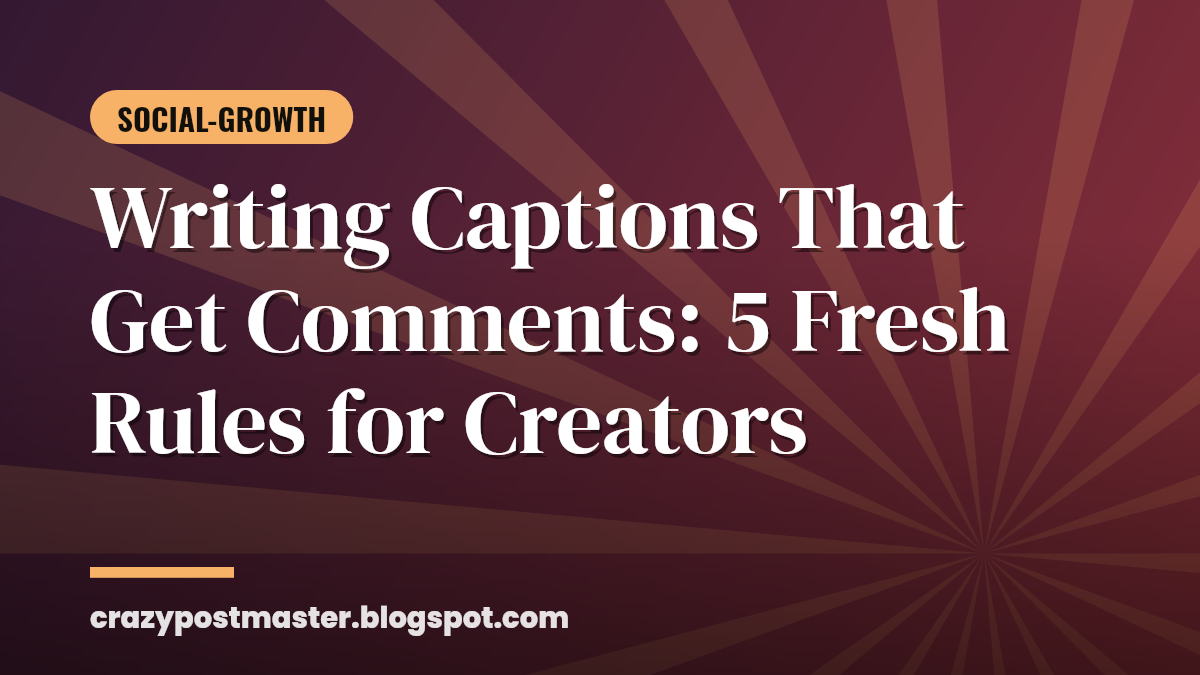 SOCIAL-GROWTH
Writing Captions That
Get Comments: 5 Fresh
Rules for Creators
crazypostmaster.blogspot.com